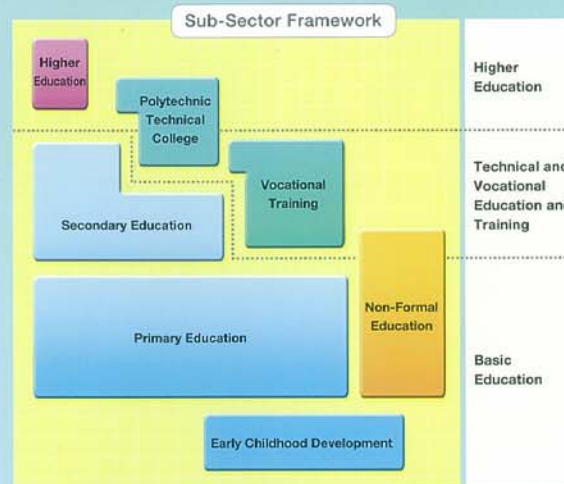 Sub-Sector Framework
Higher
Education
Polytechnic
Technical
College
Higher
Education
Vocational
Training
Technical and
Vocational
Education and
Training
Secondary Education
Primary Education
Non-Formal
Education
Basic
Education
Early Childhood Development